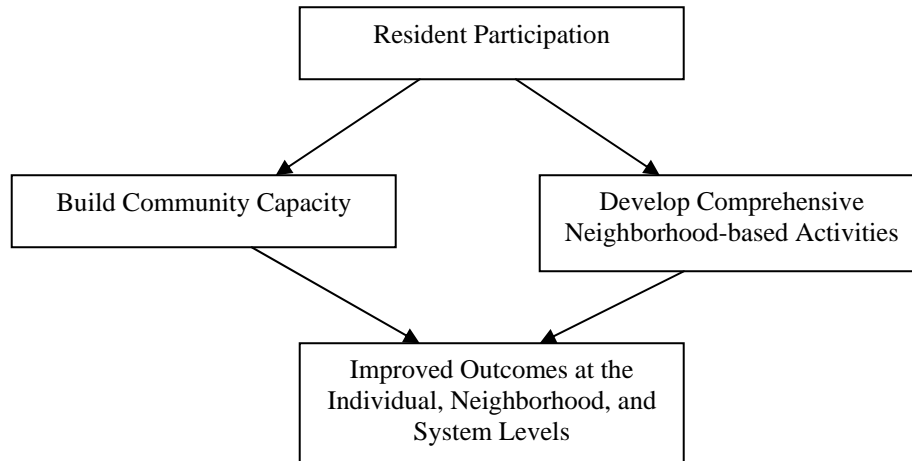 Resident Participation
Build Community Capacity
Develop Comprehensive
Neighborhood-based Activities
Improved Outcomes at the
Individual, Neighborhood, and
System Levels